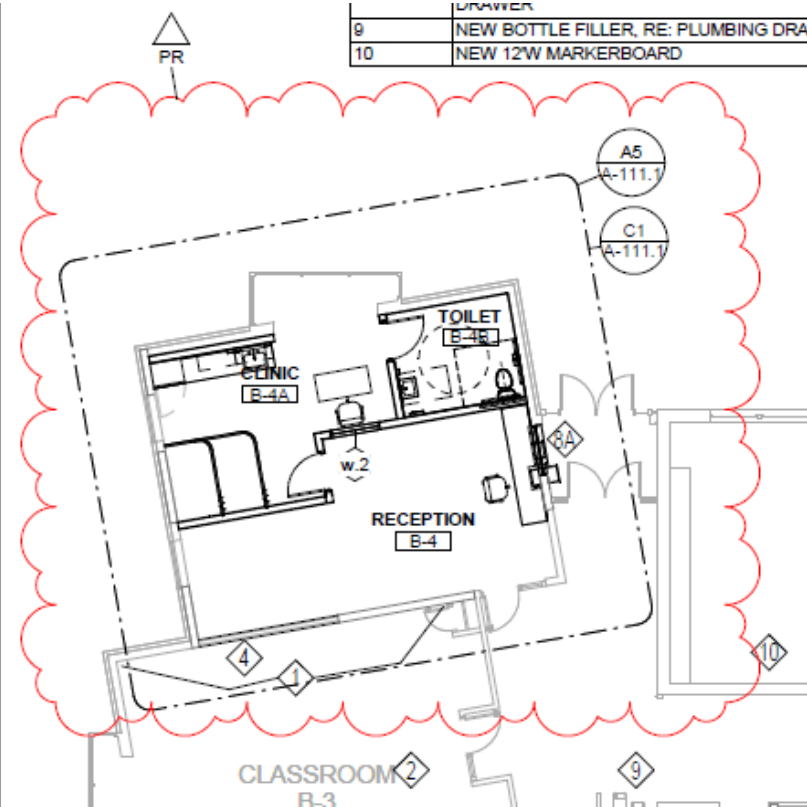 DRAWER
9 NEW BOTTLE FILLER, RE: PLUMBING DRA
10 NEW 12'W MARKERBOARD
PR
A5
A-111.1
C1
A-111.1
TOILET
B-4B
CLINIC
B-4A
8A
w.2
RECEPTION
B-4
4
1
10
CLASSROOM
2
9
B-3